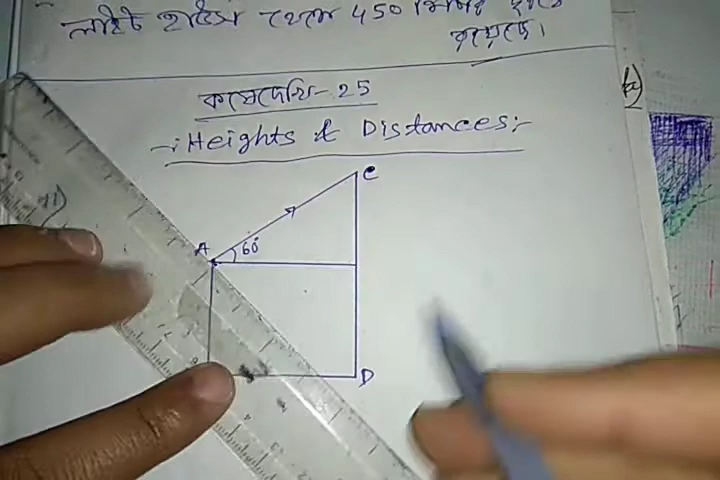 লাইট হাউস থেকে 450 মিটার দূরে
রয়েছে।
কষেদেখি- 25
-: Heights & Distances:-
C
A 60°
D